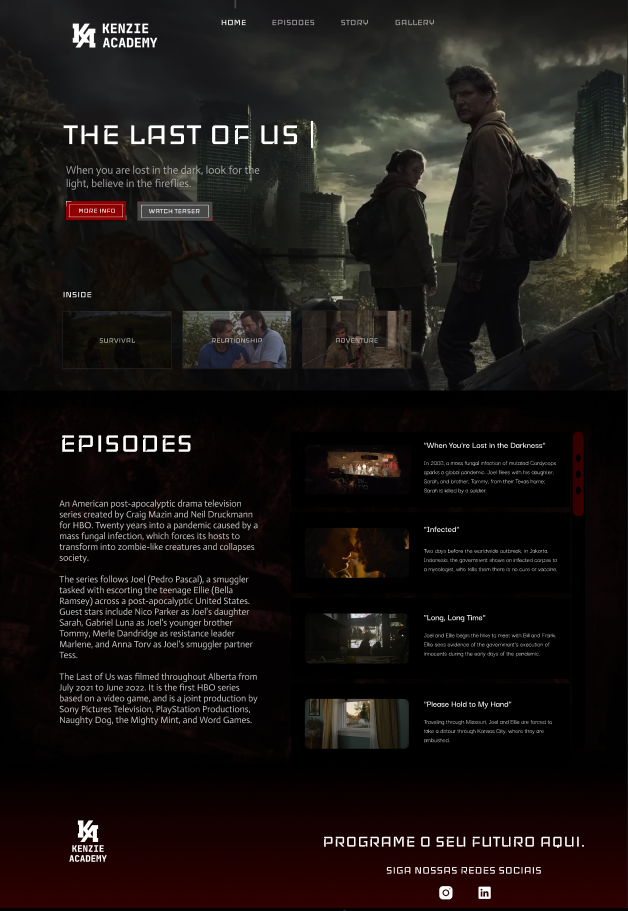 KENZIE
ACADEMY
HOME EPISODES STORY GALLERY
THE LAST OF US
When you are lost in the dark, look for the
light, believe in the fireflies.
MORE INFO WATCH TEASER
INSIDE
SURVIVAL RELATIONSHIP ADVENTURE
EPISODES
An American post-apocalyptic drama television
series created by Craig Mazin and Neil Druckmann
for HBO. Twenty years into a pandemic caused by a
mass fungal infection, which forces its hosts to
transform into zombie-like creatures and collapses
society.
The series follows Joel (Pedro Pascal), a smuggler
tasked with escorting the teenage Ellie (Bella
Ramsey) across a post-apocalyptic United States.
Guest stars include Nico Parker as Joel's daughter
Sarah, Gabriel Luna as Joel's younger brother
Tommy, Merle Dandridge as resistance leader
Marlene, and Anna Torv as Joel's smuggler partner
Tess.
The Last of Us was filmed throughout Alberta from
July 2021 to June 2022. It is the first HBO series
based on a video game, and is a joint production by
Sony Pictures Television, PlayStation Productions,
Naughty Dog, the Mighty Mint, and Word Games.
"When You're Lost in the Darkness"
In 2003, a mass fungal infection of mutated Cordyceps
sparks a global pandemic. Joel flees with his daughter,
Sarah, and brother, Tommy, from their Texas home;
Sarah is killed by a soldier.
"Infected"
Two days before the worldwide outbreak, in Jakarta,
Indonesia, the government shows an infected corpse to
a mycologist, who tells them there is no cure or vaccine.
"Long, Long Time"
Joel and Ellie begin the hike to meet with Bill and Frank.
Ellie sees evidence of the government's execution of
innocents during the early days of the pandemic.
"Please Hold to My Hand"
Traveling through Missouri, Joel and Ellie are forced to
take a detour through Kansas City, where they are
ambushed.
KENZIE
ACADEMY
PROGRAME O SEU FUTURO AQUI.
SIGA NOSSAS REDES SOCIAIS
in